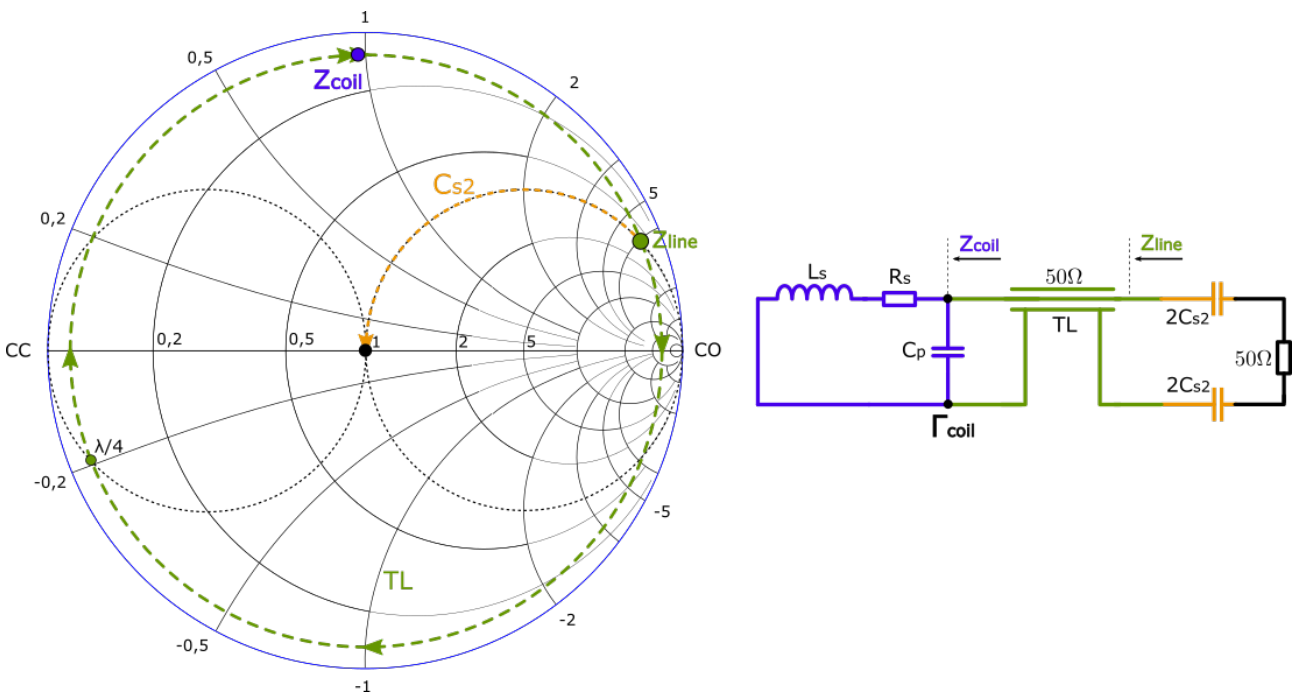 1
0,5
2
Zcoil
Cs2
5
0,2
Zline
CC
0,2
0,5
1
2
5
CO
λ/4
-0,2
-5
TL
-0,5
-2
-1
Zcoil
Zline
Ls
Rs
50Ω
TL
2Cs2
Cp
50Ω
2Cs2
Γcoil